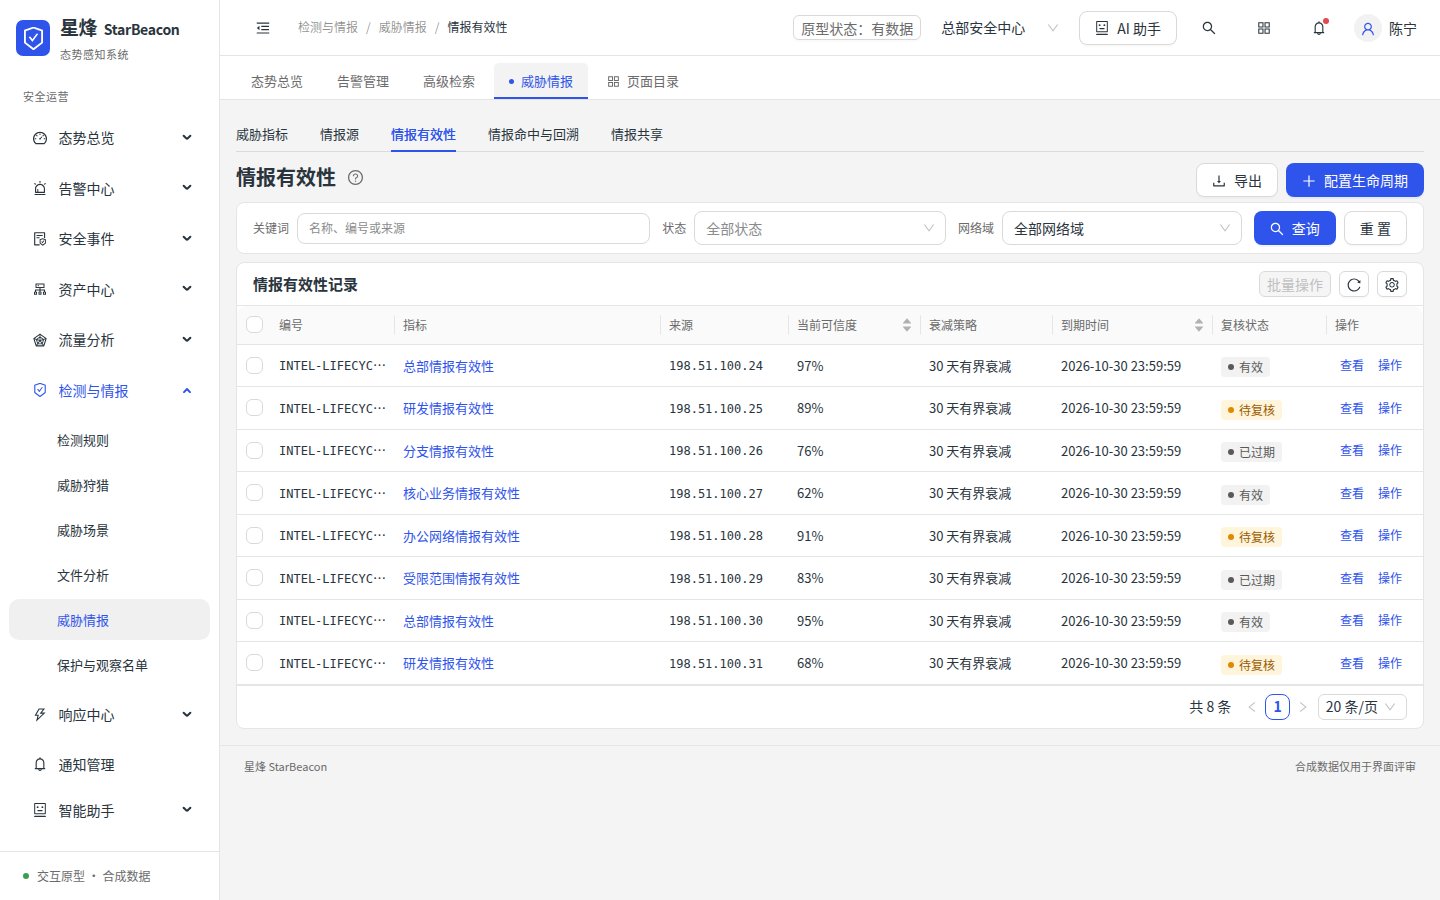 星烽 StarBeacon
态势感知系统
安全运营
态势总览
告警中心
安全事件
资产中心
流量分析
检测与情报
检测规则
威胁狩猎
威胁场景
文件分析
威胁情报
保护与观察名单
响应中心
通知管理
智能助手
交互原型 · 合成数据
检测与情报 / 威胁情报 / 情报有效性
原型状态：有数据
总部安全中心
AI 助手
陈宁
态势总览 告警管理 高级检索 威胁情报 页面目录
威胁指标 情报源 情报有效性 情报命中与回溯 情报共享
情报有效性
导出
配置生命周期
关键词 名称、编号或来源 状态 全部状态 网络域 全部网络域 查询 重 置
情报有效性记录
批量操作
编号 指标 来源 当前可信度 衰减策略 到期时间 复核状态 操作
INTEL-LIFECYC··· 总部情报有效性 198.51.100.24 97% 30 天有界衰减 2026-10-30 23:59:59 有效 查看 操作
INTEL-LIFECYC··· 研发情报有效性 198.51.100.25 89% 30 天有界衰减 2026-10-30 23:59:59 待复核 查看 操作
INTEL-LIFECYC··· 分支情报有效性 198.51.100.26 76% 30 天有界衰减 2026-10-30 23:59:59 已过期 查看 操作
INTEL-LIFECYC··· 核心业务情报有效性 198.51.100.27 62% 30 天有界衰减 2026-10-30 23:59:59 有效 查看 操作
INTEL-LIFECYC··· 办公网络情报有效性 198.51.100.28 91% 30 天有界衰减 2026-10-30 23:59:59 待复核 查看 操作
INTEL-LIFECYC··· 受限范围情报有效性 198.51.100.29 83% 30 天有界衰减 2026-10-30 23:59:59 已过期 查看 操作
INTEL-LIFECYC··· 总部情报有效性 198.51.100.30 95% 30 天有界衰减 2026-10-30 23:59:59 有效 查看 操作
INTEL-LIFECYC··· 研发情报有效性 198.51.100.31 68% 30 天有界衰减 2026-10-30 23:59:59 待复核 查看 操作
共 8 条 1 20 条/页
星烽 StarBeacon
合成数据仅用于界面评审